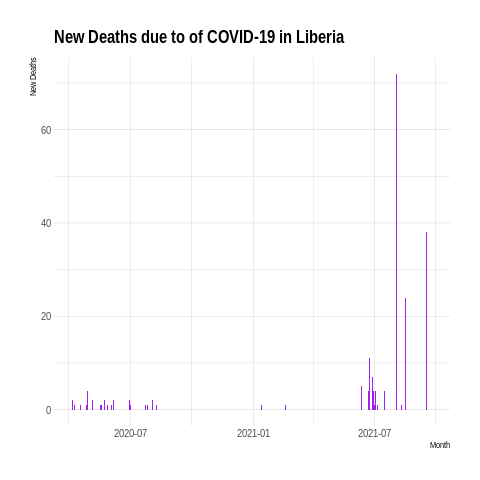 New Deaths due to of COVID-19 in Liberia
New Deaths
60
40
20
0
2020-07
2021-01
2021-07
Month